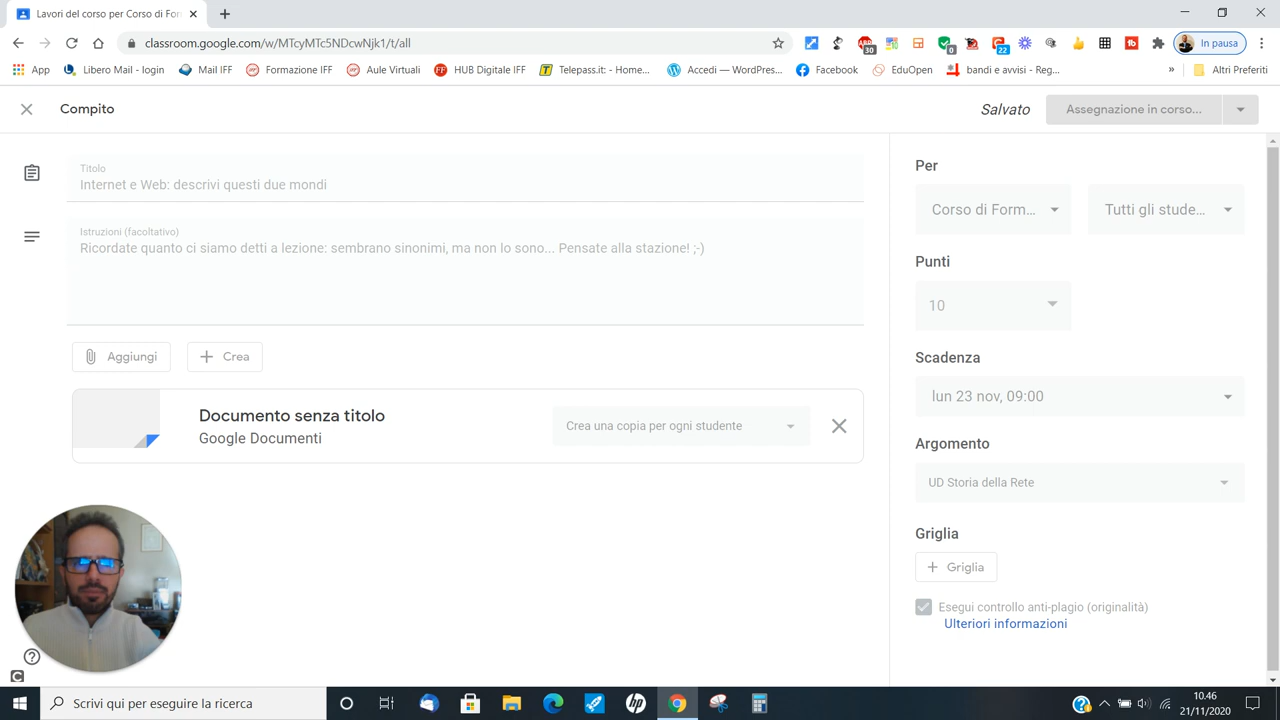 Lavori del corso per Corso di For
classroom.google.com/w/MTcyMTc5NDcwNjk1/t/all
30
0
22
In pausa
App
Libero Mail - login
Mail IFF
Formazione IFF
Aule Virtuali
HUB Digitale IFF
Telepass.it: - Home...
Accedi — WordPres...
Facebook
EduOpen
bandi e avvisi - Reg...
»
Altri Preferiti
Compito
Salvato
Assegnazione in corso...
Titolo
Internet e Web: descrivi questi due mondi
Istruzioni (facoltativo)
Ricordate quanto ci siamo detti a lezione: sembrano sinonimi, ma non lo sono... Pensate alla stazione! ;-)
Aggiungi
Crea
Documento senza titolo
Google Documenti
Crea una copia per ogni studente
Per
Corso di Form...
Tutti gli stude...
Punti
10
Scadenza
lun 23 nov, 09:00
Argomento
UD Storia della Rete
Griglia
Griglia
Esegui controllo anti-plagio (originalità)
Ulteriori informazioni
Scrivi qui per eseguire la ricerca
10.46
21/11/2020